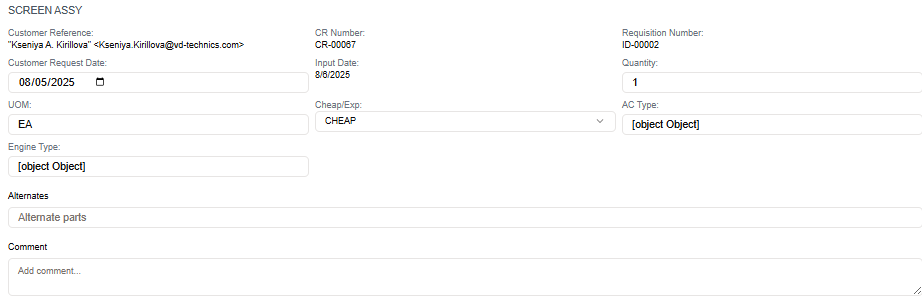 SCREEN ASSY
Customer Reference: CR Number: Requisition Number:
"Kseniya A. Kirillova" <Kseniya.Kirillova@vd-technics.com> CR-00067 ID-00002
Customer Request Date: Input Date: Quantity:
08/05/2025 8/6/2025 1
UOM: Cheap/Exp: AC Type:
EA CHEAP [object Object]
Engine Type:
[object Object]
Alternates
Alternate parts
Comment
Add comment...